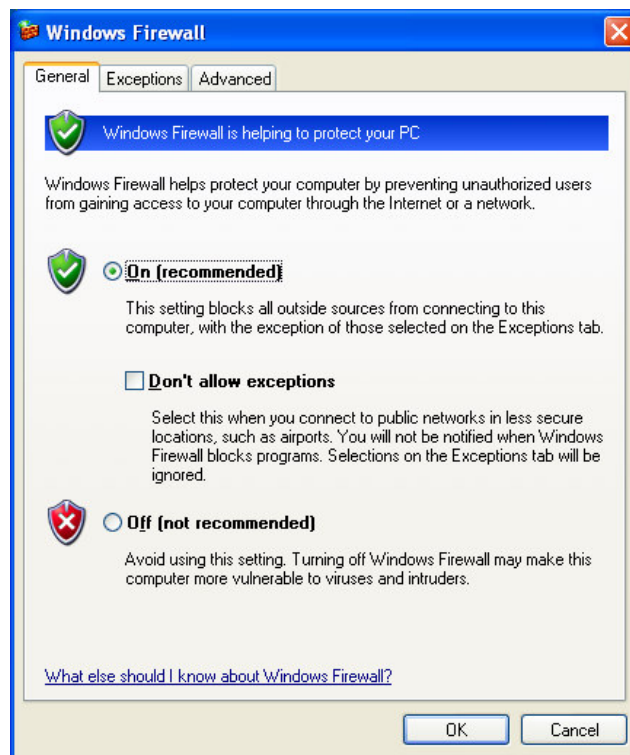 Windows Firewall
General Exceptions Advanced
Windows Firewall is helping to protect your PC
Windows Firewall helps protect your computer by preventing unauthorized users
from gaining access to your computer through the Internet or a network.
On (recommended)
This setting blocks all outside sources from connecting to this
computer, with the exception of those selected on the Exceptions tab.
Don't allow exceptions
Select this when you connect to public networks in less secure
locations, such as airports. You will not be notified when Windows
Firewall blocks programs. Selections on the Exceptions tab will be
ignored.
Off (not recommended)
Avoid using this setting. Turning off Windows Firewall may make this
computer more vulnerable to viruses and intruders.
What else should I know about Windows Firewall?
OK Cancel